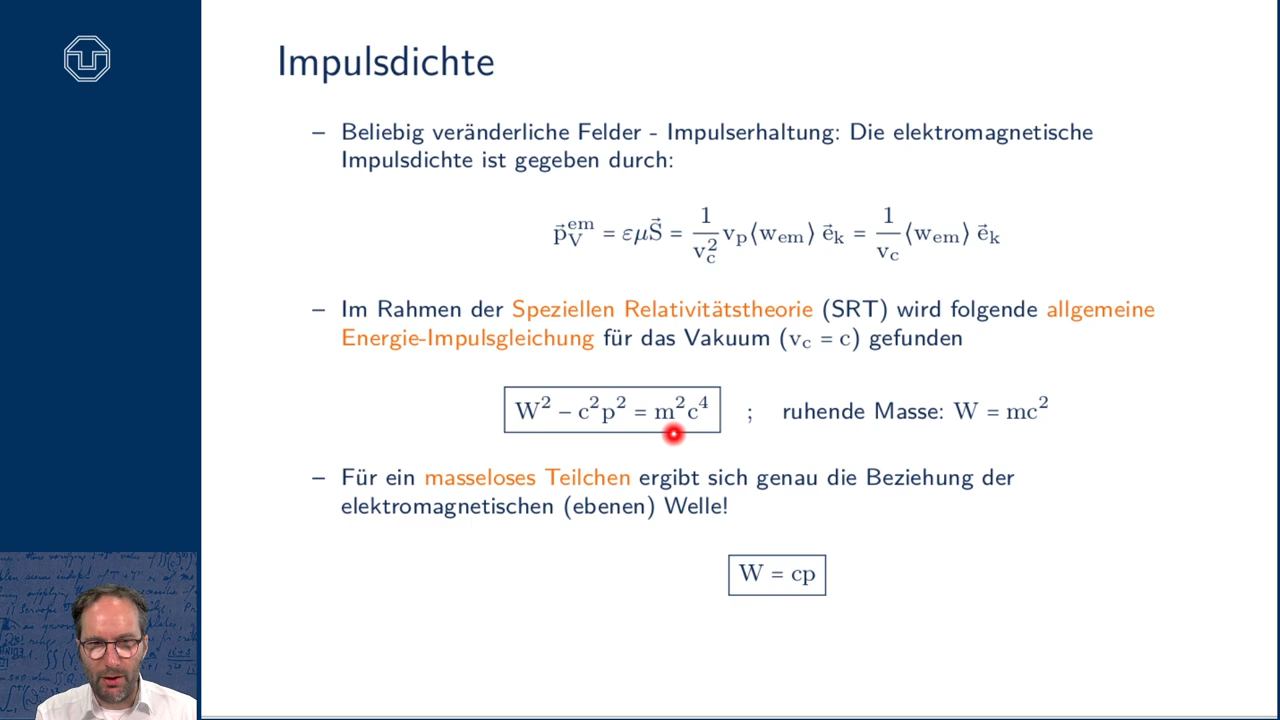 Impulsdichte
– Beliebig veränderliche Felder - Impulserhaltung: Die elektromagnetische
Impulsdichte ist gegeben durch:
p⃗_V^em = εμS⃗ = 1/v_c^2 v_p⟨w_em⟩ e⃗_k = 1/v_c ⟨w_em⟩ e⃗_k
– Im Rahmen der Speziellen Relativitätstheorie (SRT) wird folgende allgemeine
Energie-Impulsgleichung für das Vakuum (v_c = c) gefunden
W² – c²p² = m²c⁴ ; ruhende Masse: W = mc²
– Für ein masseloses Teilchen ergibt sich genau die Beziehung der
elektromagnetischen (ebenen) Welle!
W = cp